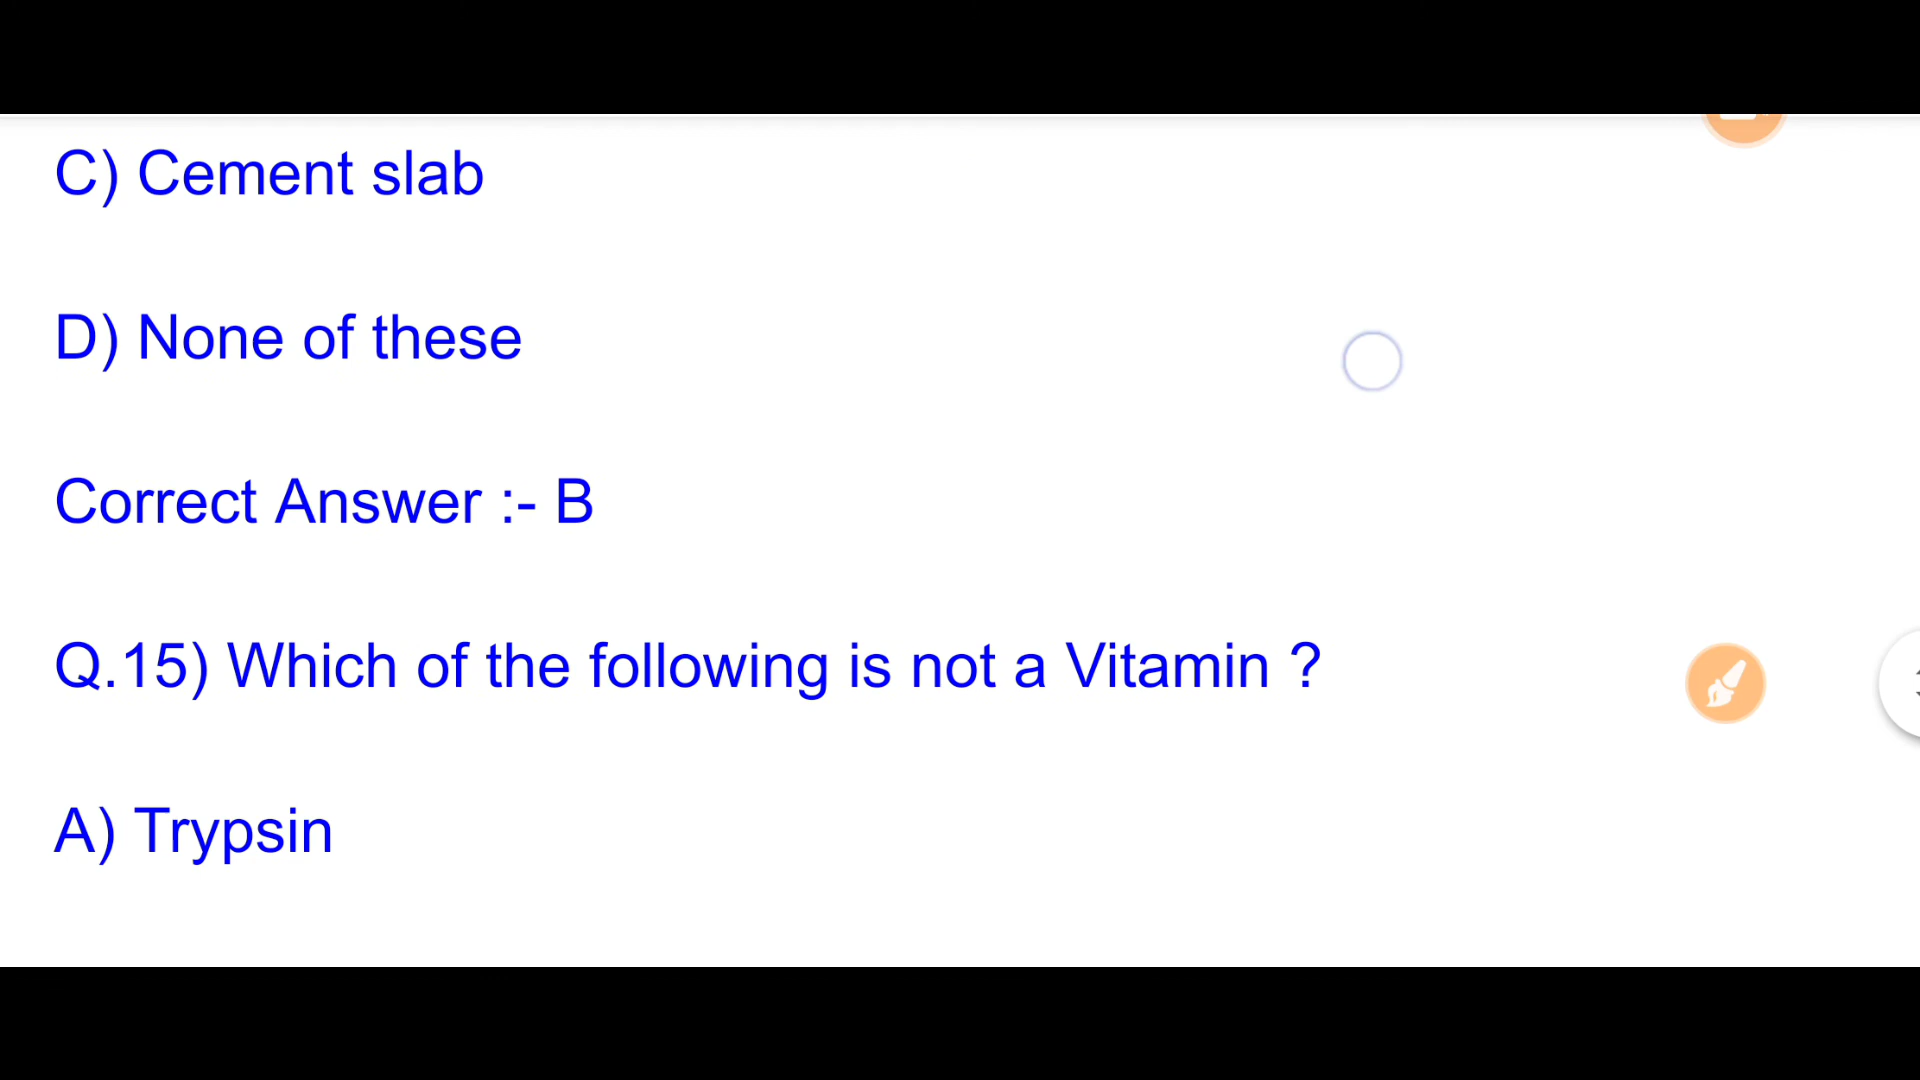 C) Cement slab
D) None of these
Correct Answer :- B
Q.15) Which of the following is not a Vitamin ?
A) Trypsin